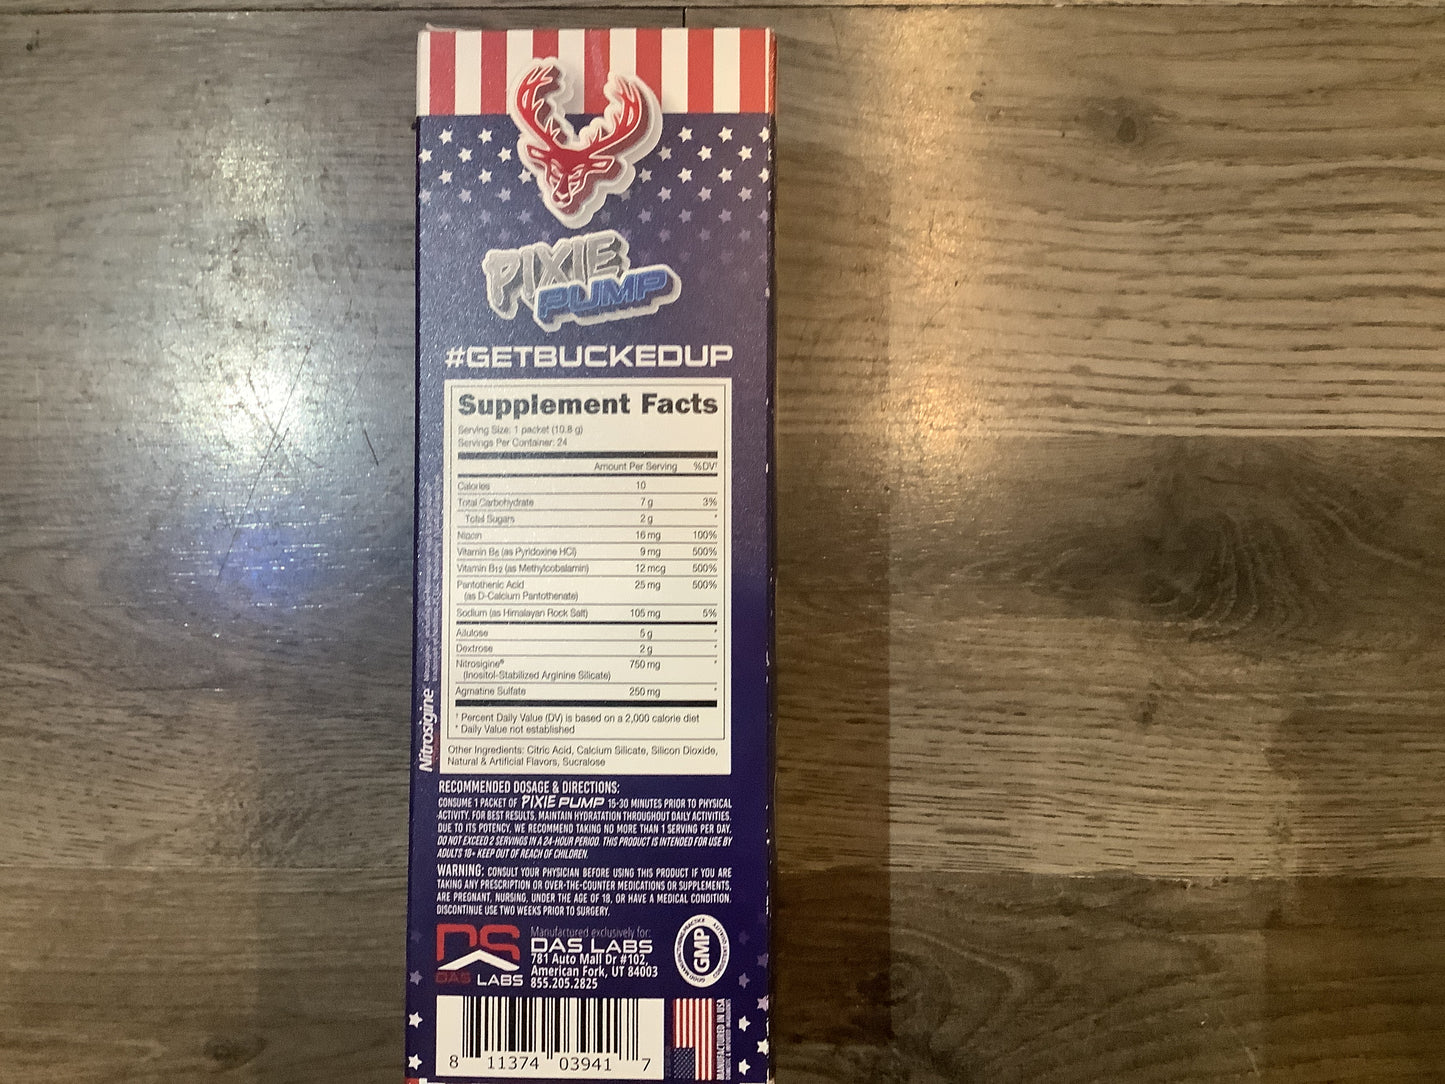 PIXIE
PUMP
#GETBUCKEDUP
Supplement Facts
Serving Size: 1 packet (10.8 g)
Servings Per Container: 24
Amount Per Serving %DV†
Calories 10
Total Carbohydrate 7 g 3%
Total Sugars 2 g *
Niacin 16 mg 100%
Vitamin B6 (as Pyridoxine HCl) 9 mg 500%
Vitamin B12 (as Methylcobalamin) 12 mcg 500%
Pantothenic Acid 25 mg 500%
(as D-Calcium Pantothenate)
Sodium (as Himalayan Rock Salt) 105 mg 5%
Allulose 5 g *
Dextrose 2 g *
Nitrosigine® 750 mg *
(Inositol-Stabilized Arginine Silicate)
Agmatine Sulfate 250 mg *
† Percent Daily Value (DV) is based on a 2,000 calorie diet
* Daily Value not established
Other Ingredients: Citric Acid, Calcium Silicate, Silicon Dioxide,
Natural & Artificial Flavors, Sucralose
Nitrosigine
RECOMMENDED DOSAGE & DIRECTIONS:
CONSUME 1 PACKET OF PIXIE PUMP 15-30 MINUTES PRIOR TO PHYSICAL
ACTIVITY. FOR BEST RESULTS, MAINTAIN HYDRATATION THROUGHOUT DAILY ACTIVITIES.
DUE TO ITS POTENCY, WE RECOMMEND TAKING NO MORE THAN 1 SERVING PER DAY.
DO NOT EXCEED 2 SERVINGS IN A 24-HOUR PERIOD. THIS PRODUCT IS INTENDED FOR USE BY
ADULTS 18+ KEEP OUT OF REACH OF CHILDREN.
WARNING: CONSULT YOUR PHYSICIAN BEFORE USING THIS PRODUCT IF YOU ARE
TAKING ANY PRESCRIPTION OR OVER-THE-COUNTER MEDICATIONS OR SUPPLEMENTS,
ARE PREGNANT, NURSING, UNDER THE AGE OF 18, OR HAVE A MEDICAL CONDITION.
DISCONTINUE USE TWO WEEKS PRIOR TO SURGERY.
DS
DAS LABS
Manufactured exclusively for:
DAS LABS
781 Auto Mall Dr #102,
American Fork, UT 84003
855.205.2825
GMP
GOOD MANUFACTURING PRACTICE
8 11374 03941 7
MANUFACTURED IN USA